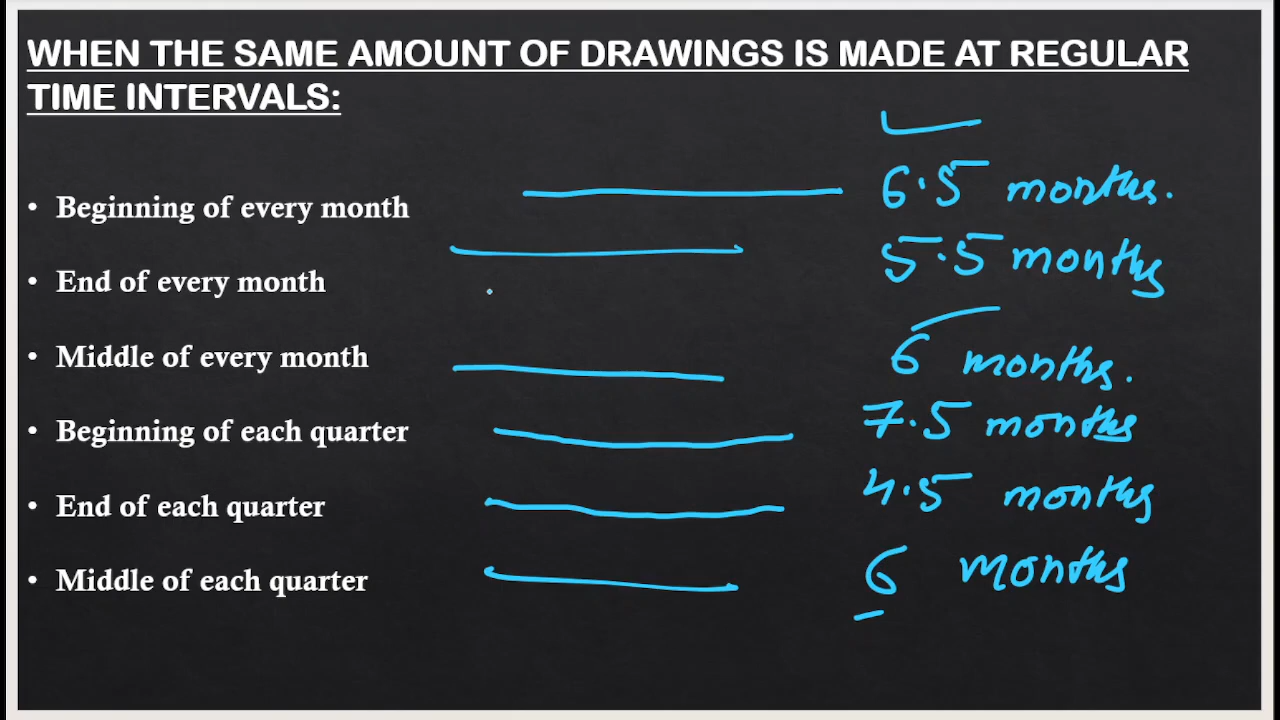 WHEN THE SAME AMOUNT OF DRAWINGS IS MADE AT REGULAR
TIME INTERVALS:
• Beginning of every month 6.5 months.
• End of every month 5.5 months
• Middle of every month 6 months.
• Beginning of each quarter 7.5 months
• End of each quarter 4.5 months
• Middle of each quarter 6 months